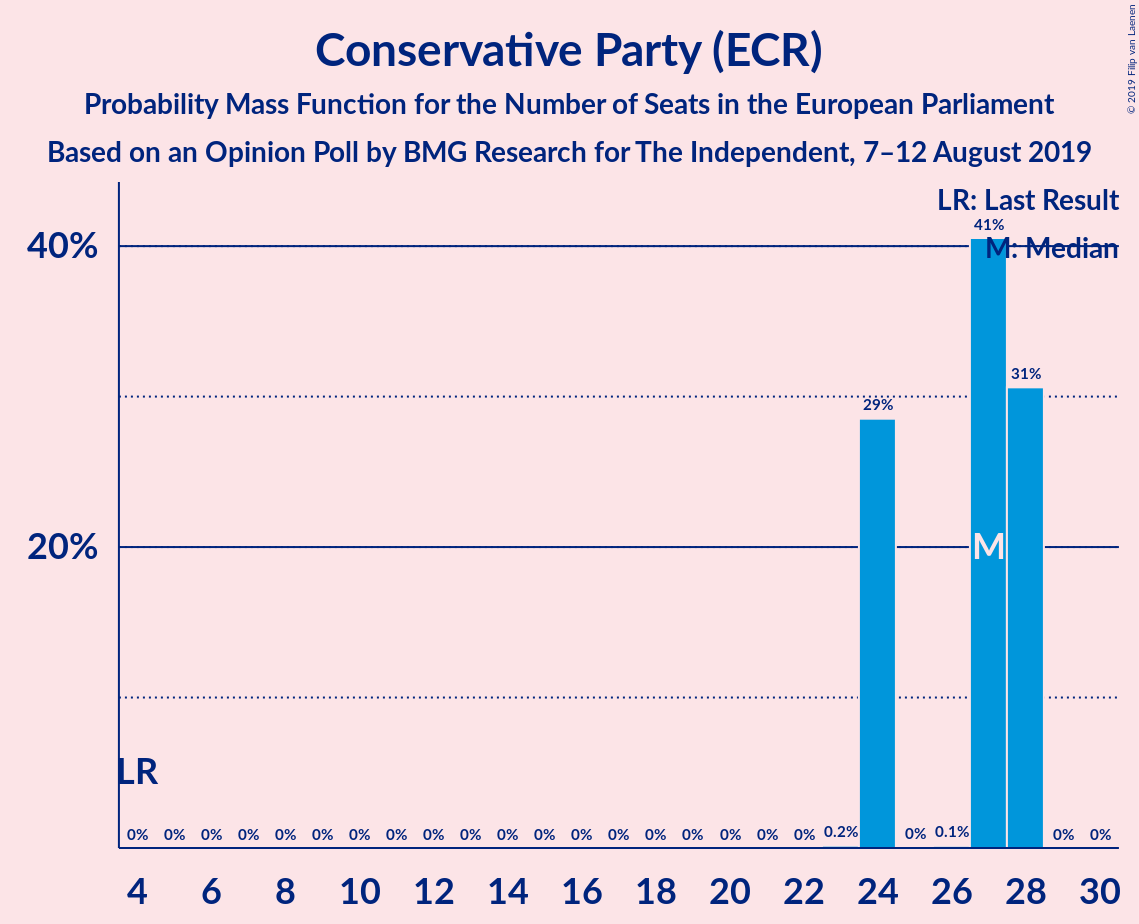 Conservative Party (ECR)
Probability Mass Function for the Number of Seats in the European Parliament
Based on an Opinion Poll by BMG Research for The Independent, 7–12 August 2019
© 2019 Filip van Laenen
LR: Last Result
M: Median
41%
40%
31%
29%
20%
M
LR
0% 0% 0% 0% 0% 0% 0% 0% 0% 0% 0% 0% 0% 0% 0% 0% 0% 0% 0% 0.2% 0% 0.1% 0% 0%
4 6 8 10 12 14 16 18 20 22 24 26 28 30